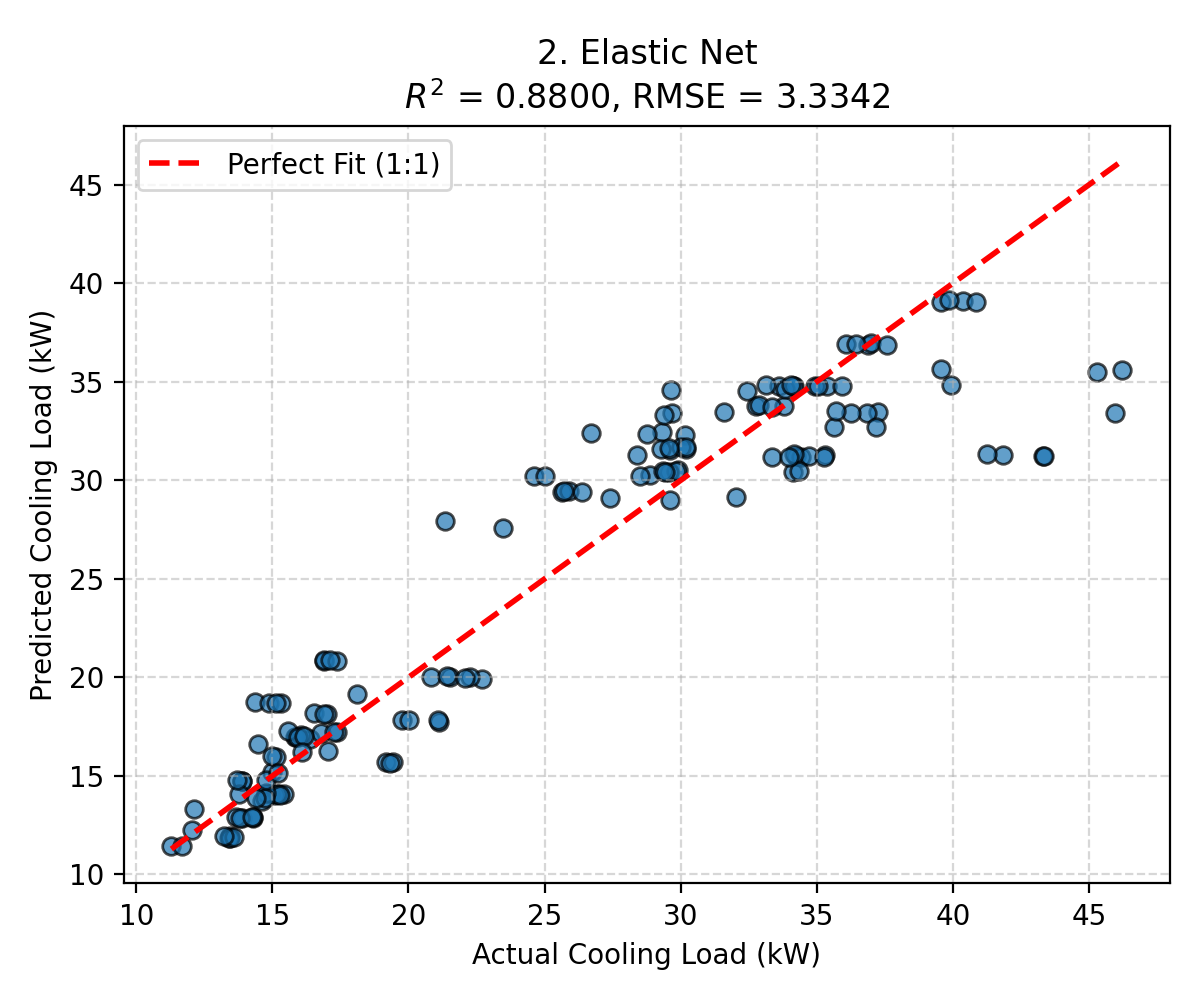 2. Elastic Net
R² = 0.8800, RMSE = 3.3342
Perfect Fit (1:1)
45
40
35
30
25
20
15
10
Predicted Cooling Load (kW)
10 15 20 25 30 35 40 45
Actual Cooling Load (kW)